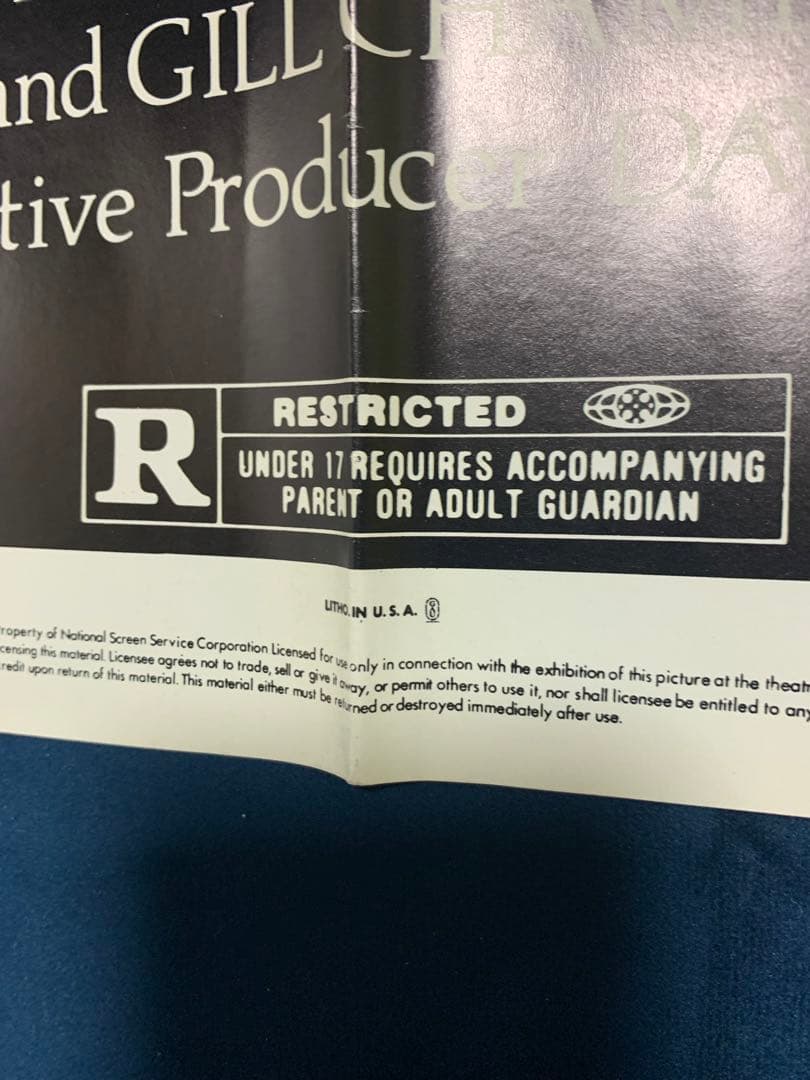 and GILL CHAM
tive Producer DA
R
RESTRICTED
UNDER 17 REQUIRES ACCOMPANYING
PARENT OR ADULT GUARDIAN
LITHO. IN U.S.A.
roperty of National Screen Service Corporation Licensed for use only in connection with the exhibition of this picture at the theatr
censing this material. Licensee agrees not to trade, sell or give it away, or permit others to use it, nor shall licensee be entitled to any
redit upon return of this material. This material either must be returned or destroyed immediately after use.